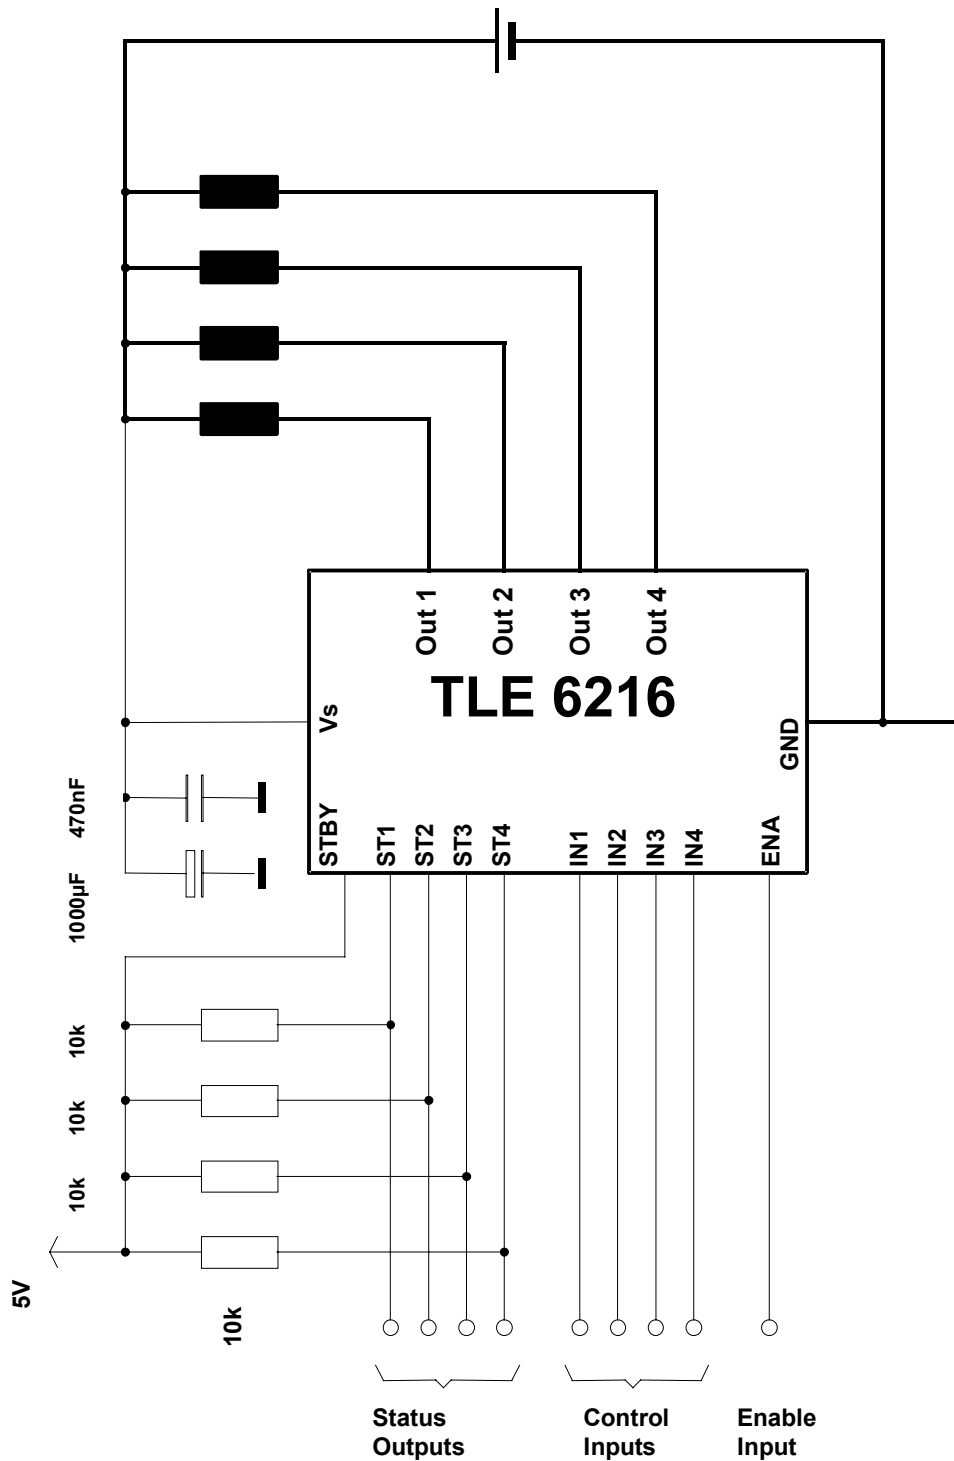 Out 1
Out 2
Out 3
Out 4
TLE 6216
Vs
GND
470nF
1000µF
STBY
ST1
ST2
ST3
ST4
IN1
IN2
IN3
IN4
ENA
10k
10k
10k
5V
10k
Status
Outputs
Control
Inputs
Enable
Input